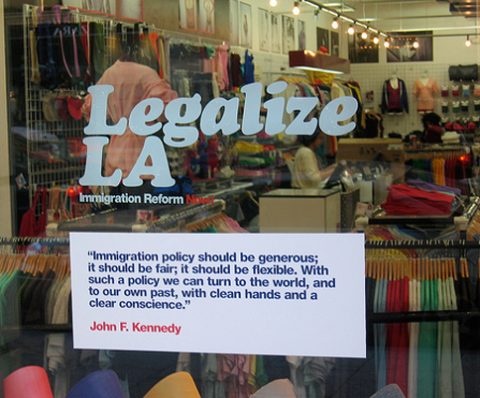 Legalize
LA
Immigration Reform Now
“Immigration policy should be generous;
it should be fair; it should be flexible. With
such a policy we can turn to the world, and
to our own past, with clean hands and a
clear conscience.”
John F. Kennedy